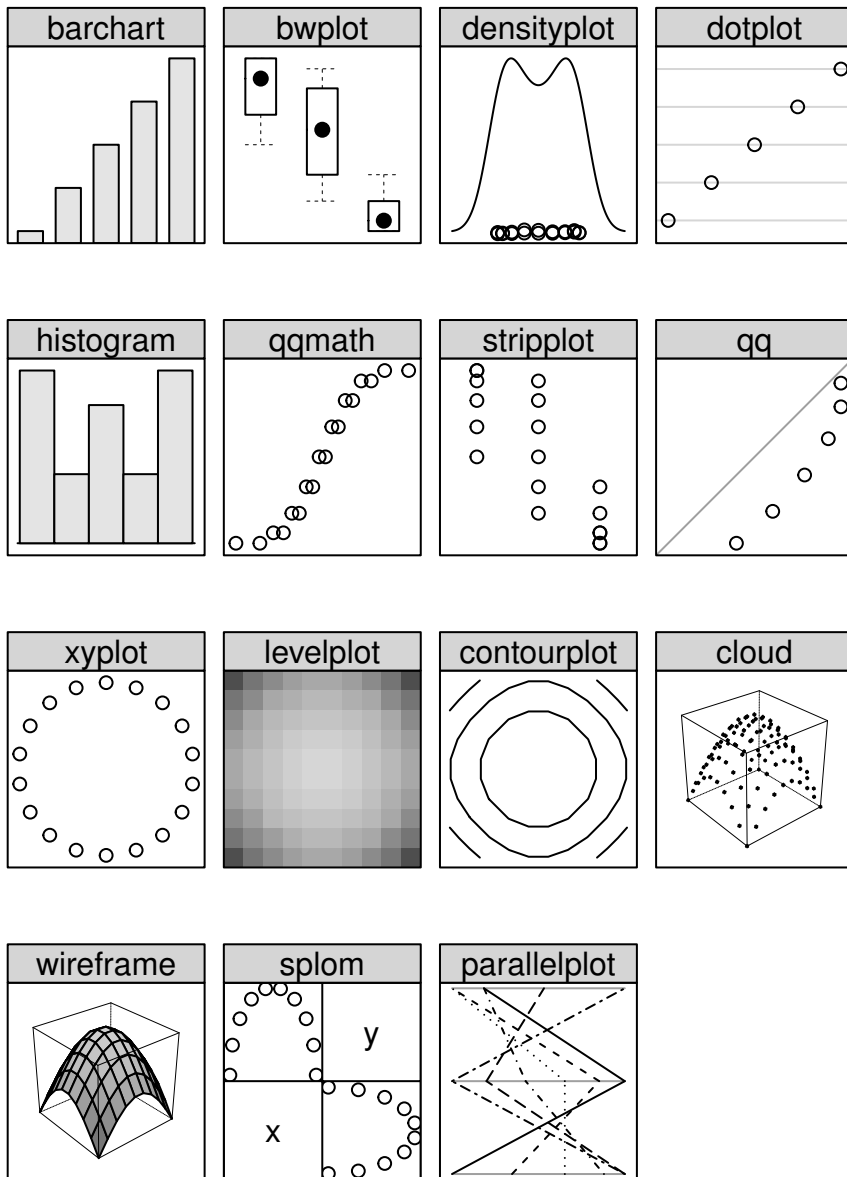 barchart
bwplot
densityplot
dotplot
histogram
qqmath
stripplot
qq
xyplot
levelplot
contourplot
cloud
wireframe
splom
parallelplot
y
x